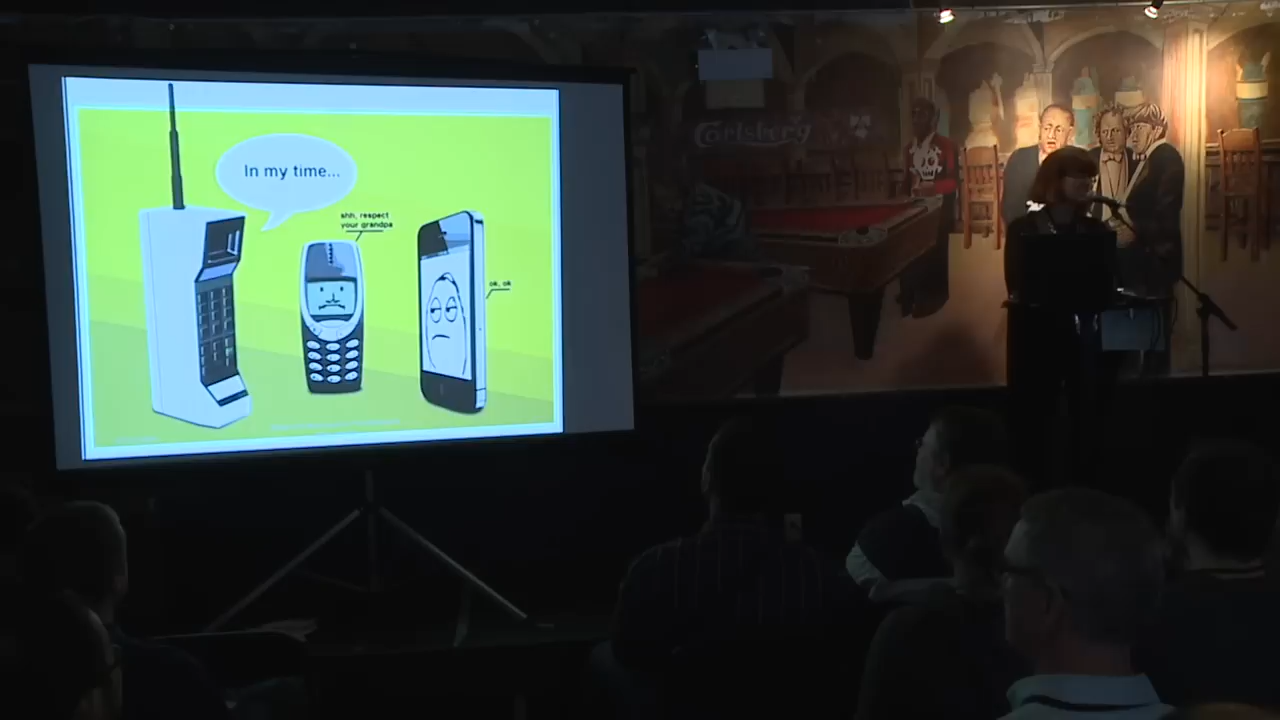 In my time...
shh, respect
your grandpa
ok, ok
Carlsberg